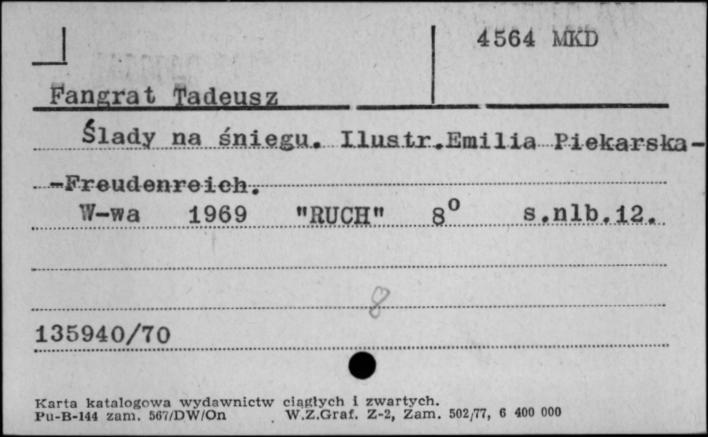 4564 MKD
Fangrat Tadeusz
Ślady na śniegu. Ilustr.Emilia Piekarska-
-Freudenreich.
W-wa 1969 "RUCH" 8° s.nlb.12.
8
135940/70
Karta katalogowa wydawnictw ciągłych i zwartych.
Pu-B-144 zam. 567/DW/On W.Z.Graf. Z-2, Zam. 502/77, 6 400 000